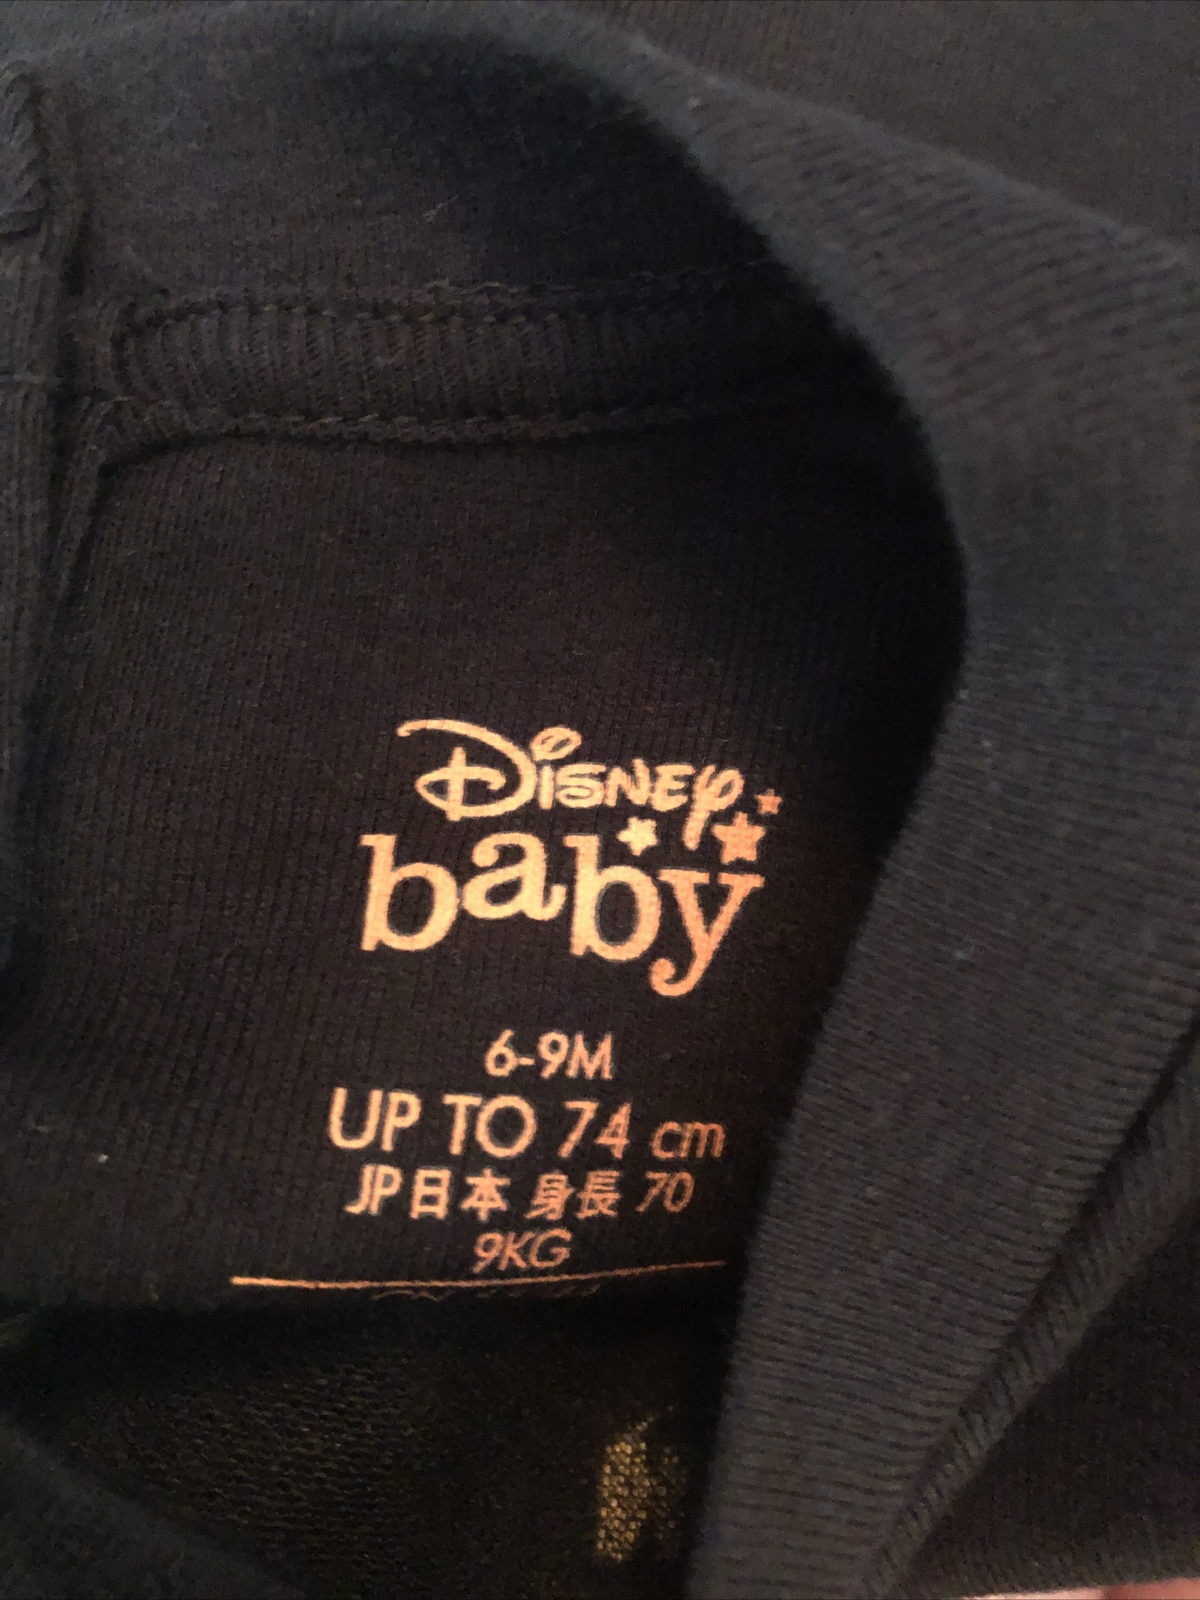 Disney
baby
6-9M
UP TO 74 cm
JP日本 身長 70
9KG